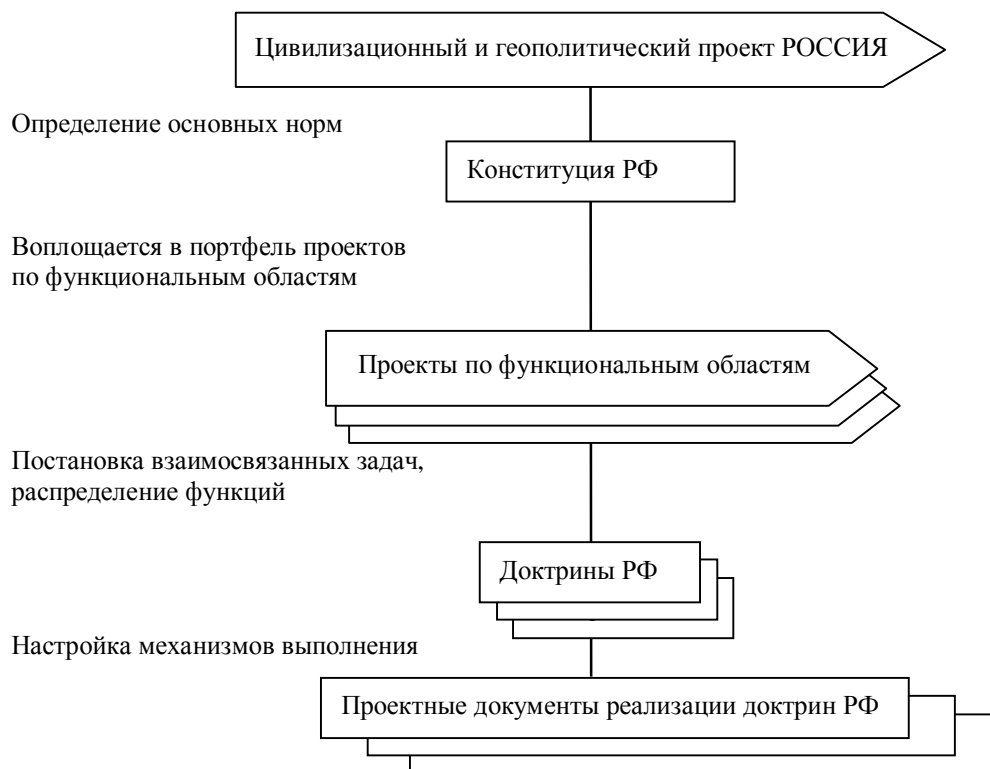 Цивилизационный и геополитический проект РОССИЯ
Определение основных норм
Конституция РФ
Воплощается в портфель проектов
по функциональным областям
Проекты по функциональным областям
Постановка взаимосвязанных задач,
распределение функций
Доктрины РФ
Настройка механизмов выполнения
Проектные документы реализации доктрин РФ